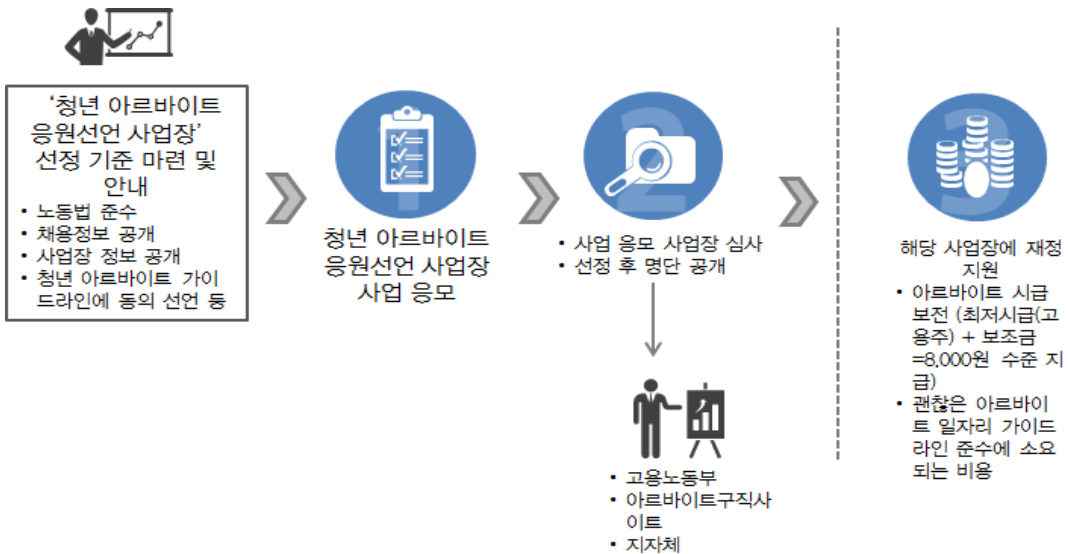 ‘청년 아르바이트
응원선언 사업장’
선정 기준 마련 및
안내
• 노동법 준수
• 채용정보 공개
• 사업장 정보 공개
• 청년 아르바이트 가이
드라인에 동의 선언 등
1
청년 아르바이트
응원선언 사업장
사업 응모
2
• 사업 응모 사업장 심사
• 선정 후 명단 공개
• 고용노동부
• 아르바이트구직사
이트
• 지자체
3
해당 사업장에 재정
지원
• 아르바이트 시급
보전 (최저시급(고
용주) + 보조금
=8,000원 수준 지
급)
• 괜찮은 아르바이
트 일자리 가이드
라인 준수에 소요
되는 비용